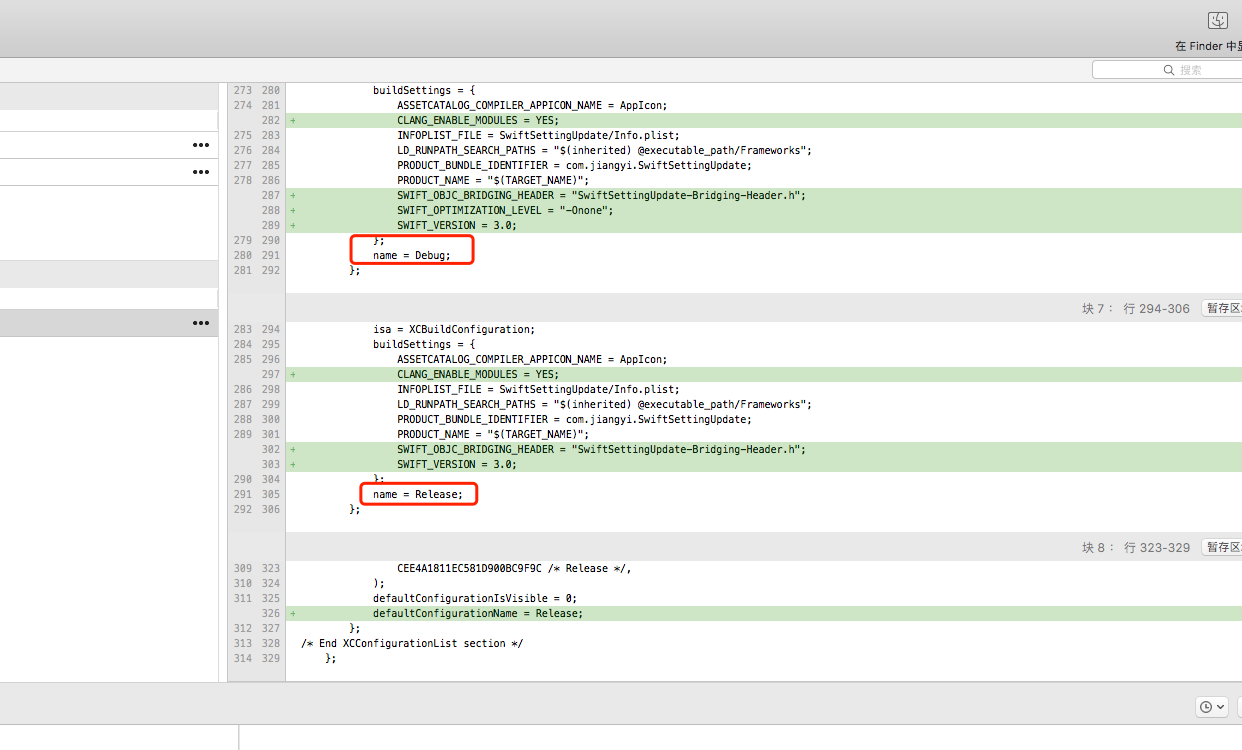 在 Finder 中
搜索
273 280 buildSettings = {
274 281 ASSETCATALOG_COMPILER_APPICON_NAME = AppIcon;
282 + CLANG_ENABLE_MODULES = YES;
275 283 INFOPLIST_FILE = SwiftSettingUpdate/Info.plist;
276 284 LD_RUNPATH_SEARCH_PATHS = "$(inherited) @executable_path/Frameworks";
277 285 PRODUCT_BUNDLE_IDENTIFIER = com.jiangyi.SwiftSettingUpdate;
278 286 PRODUCT_NAME = "$(TARGET_NAME)";
287 + SWIFT_OBJC_BRIDGING_HEADER = "SwiftSettingUpdate-Bridging-Header.h";
288 + SWIFT_OPTIMIZATION_LEVEL = "-Onone";
289 + SWIFT_VERSION = 3.0;
279 290 };
280 291 name = Debug;
281 292 };
块 7： 行 294-306 暂存区
283 294 isa = XCBuildConfiguration;
284 295 buildSettings = {
285 296 ASSETCATALOG_COMPILER_APPICON_NAME = AppIcon;
297 + CLANG_ENABLE_MODULES = YES;
286 298 INFOPLIST_FILE = SwiftSettingUpdate/Info.plist;
287 299 LD_RUNPATH_SEARCH_PATHS = "$(inherited) @executable_path/Frameworks";
288 300 PRODUCT_BUNDLE_IDENTIFIER = com.jiangyi.SwiftSettingUpdate;
289 301 PRODUCT_NAME = "$(TARGET_NAME)";
302 + SWIFT_OBJC_BRIDGING_HEADER = "SwiftSettingUpdate-Bridging-Header.h";
303 + SWIFT_VERSION = 3.0;
290 304 };
291 305 name = Release;
292 306 };
块 8： 行 323-329 暂存区
309 323 CEE4A1811EC581D900BC9F9C /* Release */,
310 324 );
311 325 defaultConfigurationIsVisible = 0;
326 + defaultConfigurationName = Release;
312 327 };
313 328 /* End XCConfigurationList section */
314 329 };